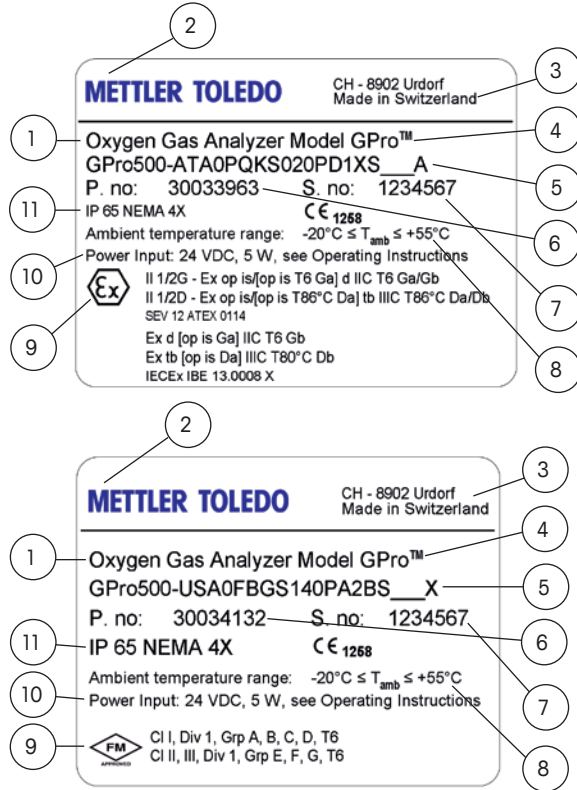 2
METTLER TOLEDO
CH - 8902 Urdorf
Made in Switzerland
3
1
Oxygen Gas Analyzer Model GPro™
4
GPro500-ATA0PQKS020PD1XS___A
5
P. no: 30033963 S. no: 1234567
11
IP 65 NEMA 4X
CE 1258
6
Ambient temperature range: -20°C ≤ Tamb ≤ +55°C
10
Power Input: 24 VDC, 5 W, see Operating Instructions
7
Ex
II 1/2G - Ex op is/[op is T6 Ga] d IIC T6 Ga/Gb
II 1/2D - Ex op is/[op is T86°C Da] tb IIIC T86°C Da/Db
SEV 12 ATEX 0114
9
8
Ex d [op is Ga] IIC T6 Gb
Ex tb [op is Da] IIIC T80°C Db
IECEx IBE 13.0008 X
2
METTLER TOLEDO
CH - 8902 Urdorf
Made in Switzerland
3
1
Oxygen Gas Analyzer Model GPro™
4
GPro500-USA0FBGS140PA2BS___X
5
P. no: 30034132 S. no: 1234567
6
11
IP 65 NEMA 4X
CE 1258
Ambient temperature range: -20°C ≤ Tamb ≤ +55°C
10
Power Input: 24 VDC, 5 W, see Operating Instructions
7
9
FM
APPROVED
Cl I, Div 1, Grp A, B, C, D, T6
Cl II, III, Div 1, Grp E, F, G, T6
8